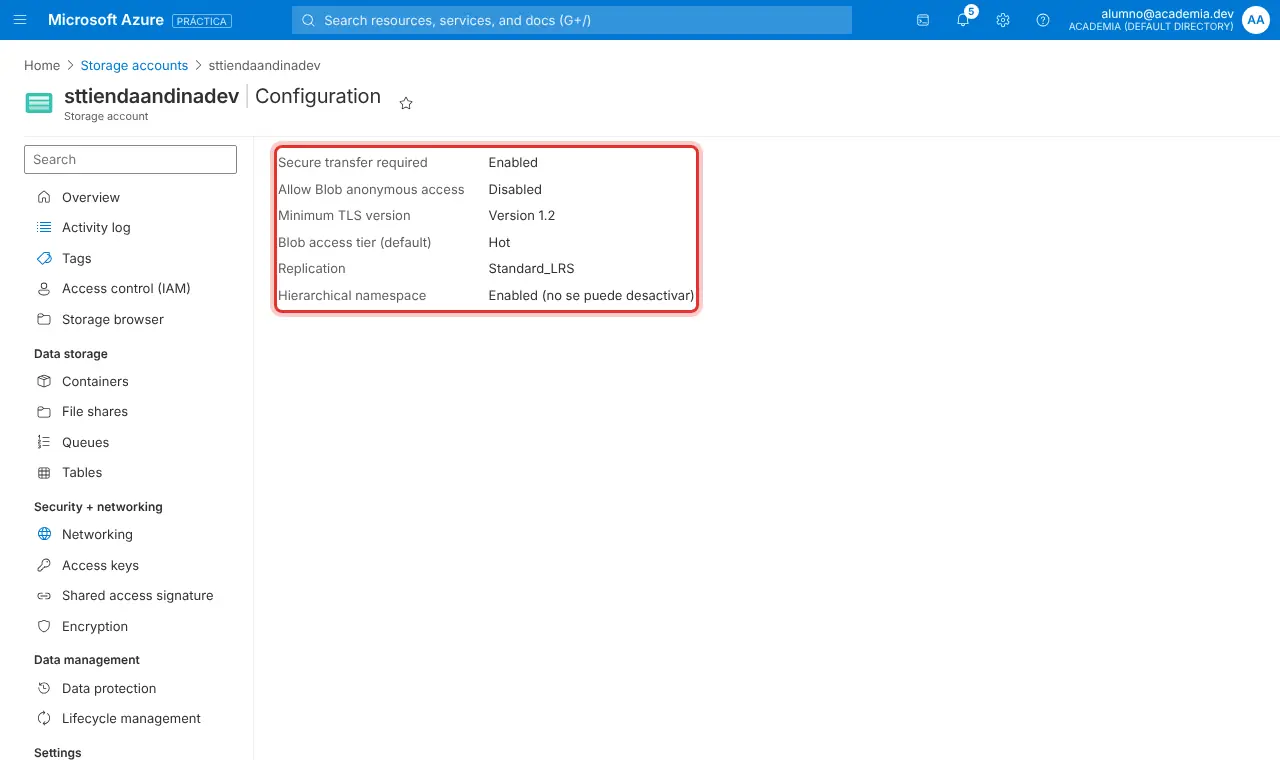 Microsoft Azure PRÁCTICA
Search resources, services, and docs (G+/)
5
alumno@academia.dev
ACADEMIA (DEFAULT DIRECTORY)
AA
Home > Storage accounts > sttiendaandinadev
sttiendaandinadev | Configuration
Storage account
Search
Overview
Activity log
Tags
Access control (IAM)
Storage browser
Data storage
Containers
File shares
Queues
Tables
Security + networking
Networking
Access keys
Shared access signature
Encryption
Data management
Data protection
Lifecycle management
Settings
Secure transfer required Enabled
Allow Blob anonymous access Disabled
Minimum TLS version Version 1.2
Blob access tier (default) Hot
Replication Standard_LRS
Hierarchical namespace Enabled (no se puede desactivar)